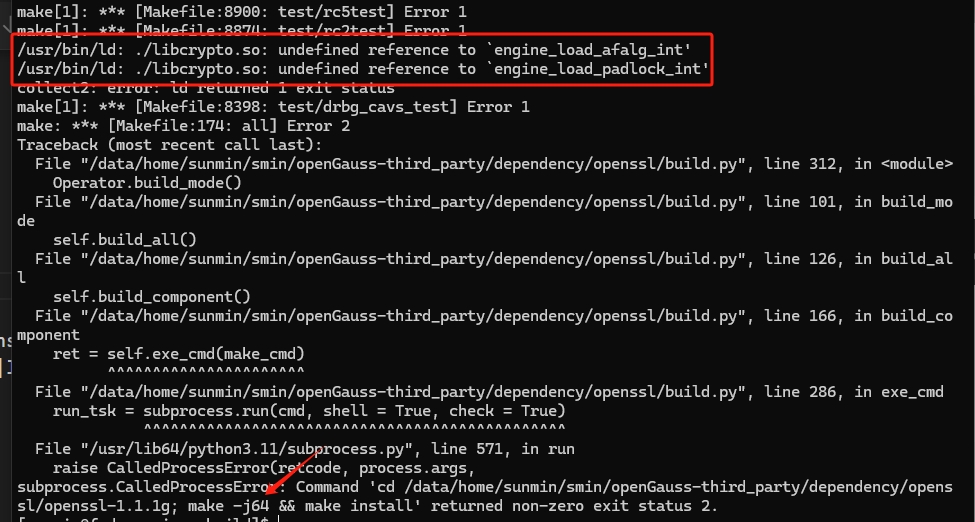 make[1]: *** [Makefile:8900: test/rc5test] Error 1
make[1]: *** [Makefile:8874: test/rc2test] Error 1
/usr/bin/ld: ./libcrypto.so: undefined reference to `engine_load_afalg_int'
/usr/bin/ld: ./libcrypto.so: undefined reference to `engine_load_padlock_int'
collect2: error: ld returned 1 exit status
make[1]: *** [Makefile:8398: test/drbg_cavs_test] Error 1
make: *** [Makefile:174: all] Error 2
Traceback (most recent call last):
  File "/data/home/sunmin/smin/openGauss-third_party/dependency/openssl/build.py", line 312, in <module>
    Operator.build_mode()
  File "/data/home/sunmin/smin/openGauss-third_party/dependency/openssl/build.py", line 101, in build_mo
de
    self.build_all()
  File "/data/home/sunmin/smin/openGauss-third_party/dependency/openssl/build.py", line 126, in build_al
l
    self.build_component()
  File "/data/home/sunmin/smin/openGauss-third_party/dependency/openssl/build.py", line 166, in build_co
mponent
    ret = self.exe_cmd(make_cmd)
          ^^^^^^^^^^^^^^^^^^^^^^
  File "/data/home/sunmin/smin/openGauss-third_party/dependency/openssl/build.py", line 286, in exe_cmd
    run_tsk = subprocess.run(cmd, shell = True, check = True)
              ^^^^^^^^^^^^^^^^^^^^^^^^^^^^^^^^^^^^^^^^^^^^^^^
  File "/usr/lib64/python3.11/subprocess.py", line 571, in run
    raise CalledProcessError(retcode, process.args,
subprocess.CalledProcessError: Command 'cd /data/home/sunmin/smin/openGauss-third_party/dependency/opens
sl/openssl-1.1.1g; make -j64 && make install' returned non-zero exit status 2.